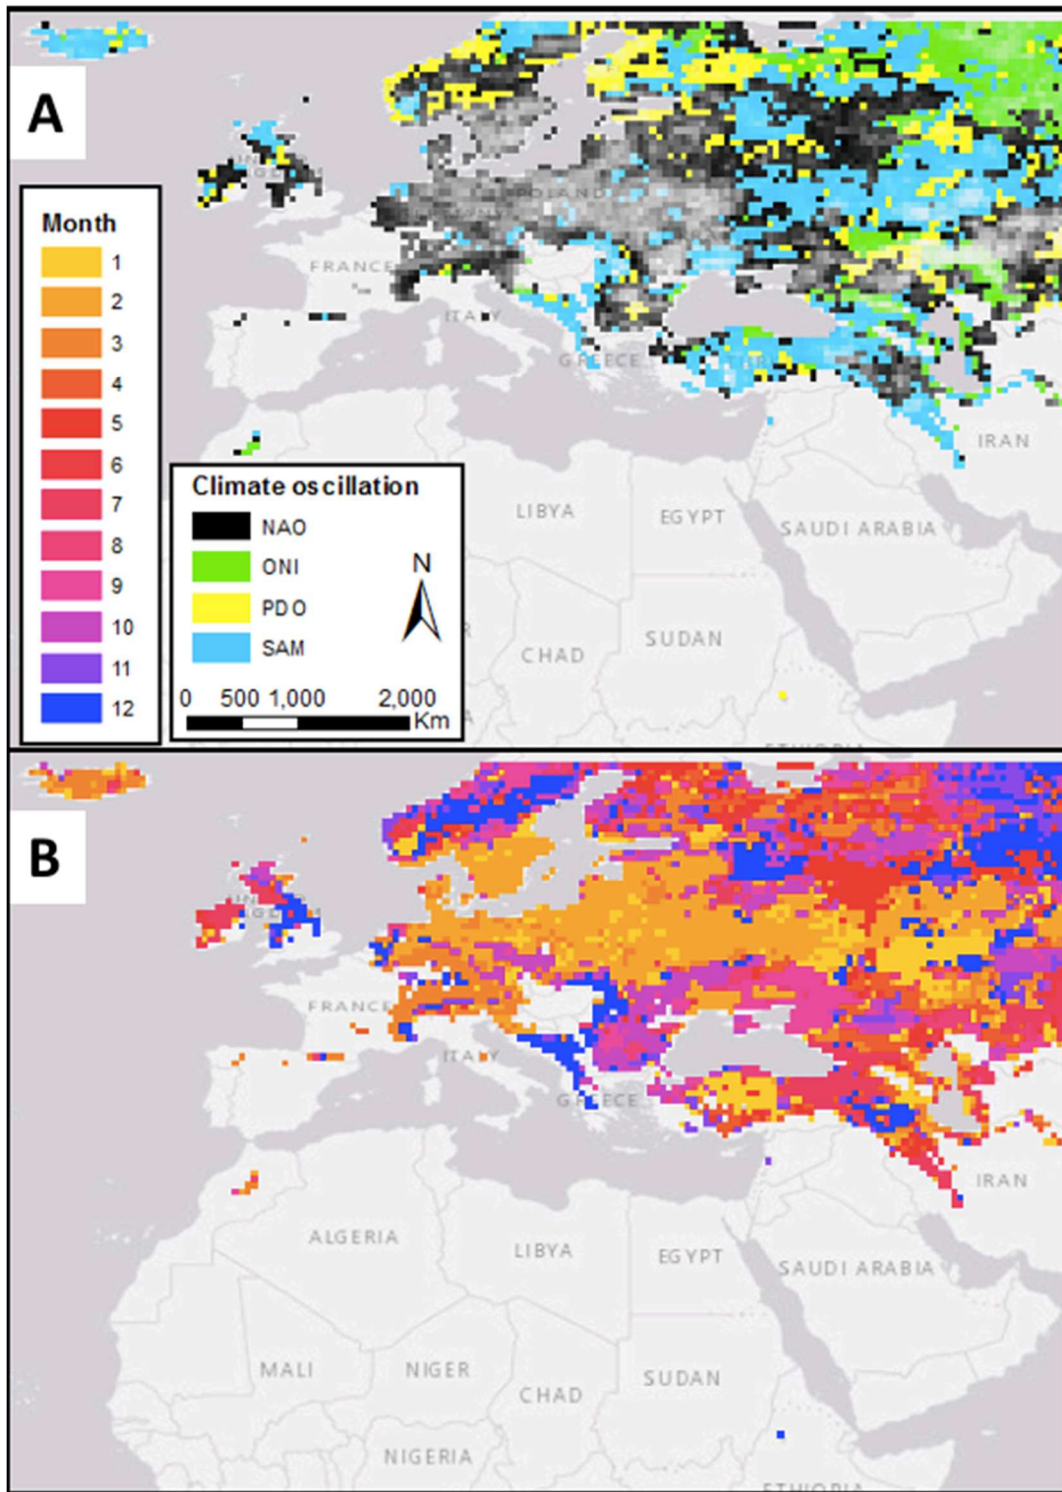 A
Month
1
2
3
4
5
6
7
8
9
10
11
12
FRANCE
POLAND
ITALY
GREECE
IRAN
LIBYA
EGYPT
SAUDI ARABIA
CHAD
SUDAN
ETHIOPIA
Climate oscillation
NAO
ONI
PDO
SAM
N
0 500 1,000 2,000
Km
B
FRANCE
ITALY
GREECE
IRAN
ALGERIA
LIBYA
EGYPT
SAUDI ARABIA
MALI
NIGER
CHAD
SUDAN
NIGERIA
ETHIOPIA